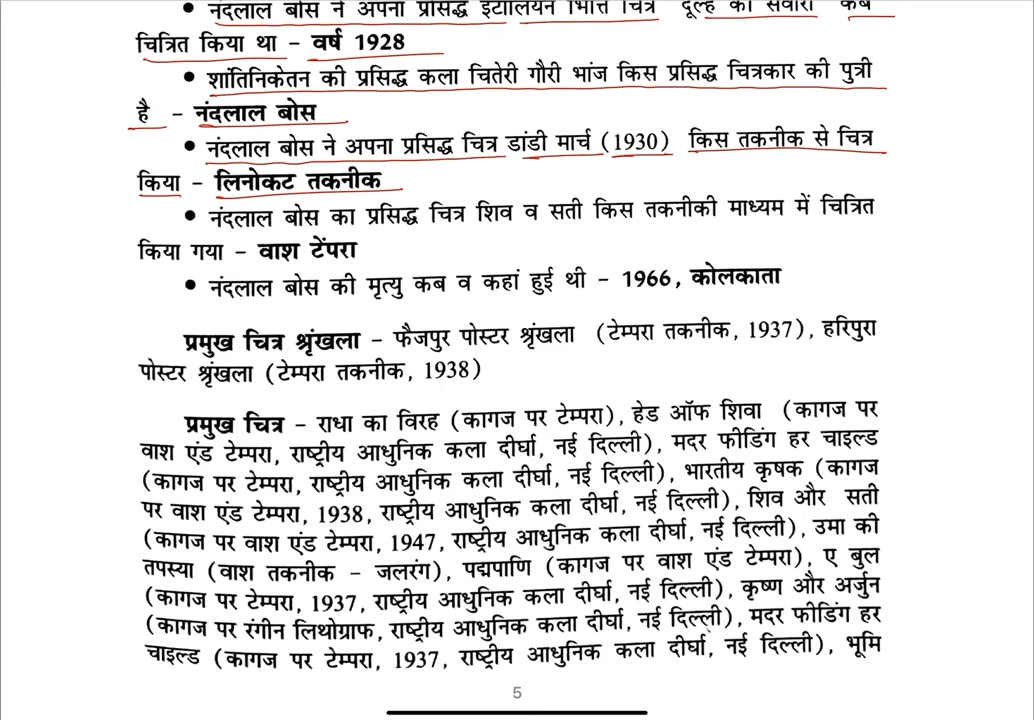 • नंदलाल बोस ने अपना प्रसिद्ध इटालियन भित्ति चित्र दूल्हे की सवारी कब
चित्रित किया था – वर्ष 1928
• शांतिनिकेतन की प्रसिद्ध कला चितेरी गौरी भांज किस प्रसिद्ध चित्रकार की पुत्री
है – नंदलाल बोस
• नंदलाल बोस ने अपना प्रसिद्ध चित्र डांडी मार्च (1930) किस तकनीक से चित्र
किया – लिनोकट तकनीक
• नंदलाल बोस का प्रसिद्ध चित्र शिव व सती किस तकनीकी माध्यम में चित्रित
किया गया – वाश टेंपरा
• नंदलाल बोस की मृत्यु कब व कहां हुई थी – 1966, कोलकाता
प्रमुख चित्र श्रृंखला – फैजपुर पोस्टर श्रृंखला (टेम्परा तकनीक, 1937), हरिपुरा
पोस्टर श्रृंखला (टेम्परा तकनीक, 1938)
प्रमुख चित्र – राधा का विरह (कागज पर टेम्परा), हेड ऑफ शिवा (कागज पर
वाश एंड टेम्परा, राष्ट्रीय आधुनिक कला दीर्घा, नई दिल्ली), मदर फीडिंग हर चाइल्ड
(कागज पर टेम्परा, राष्ट्रीय आधुनिक कला दीर्घा, नई दिल्ली), भारतीय कृषक (कागज
पर वाश एंड टेम्परा, 1938, राष्ट्रीय आधुनिक कला दीर्घा, नई दिल्ली), शिव और सती
(कागज पर वाश एंड टेम्परा, 1947, राष्ट्रीय आधुनिक कला दीर्घा, नई दिल्ली), उमा की
तपस्या (वाश तकनीक – जलरंग), पद्मपाणि (कागज पर वाश एंड टेम्परा), ए बुल
(कागज पर टेम्परा, 1937, राष्ट्रीय आधुनिक कला दीर्घा, नई दिल्ली), कृष्ण और अर्जुन
(कागज पर रंगीन लिथोग्राफ, राष्ट्रीय आधुनिक कला दीर्घा, नई दिल्ली), मदर फीडिंग हर
चाइल्ड (कागज पर टेम्परा, 1937, राष्ट्रीय आधुनिक कला दीर्घा, नई दिल्ली), भूमि
5